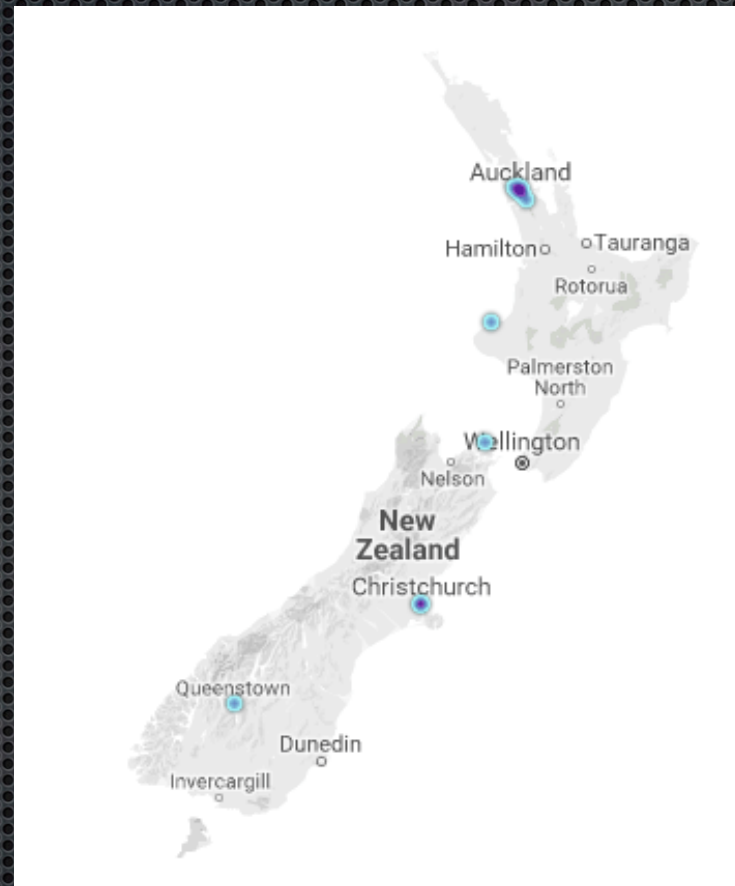 Auckland
Hamilton
Tauranga
Rotorua
Palmerston
North
Wellington
Nelson
New
Zealand
Christchurch
Queenstown
Dunedin
Invercargill